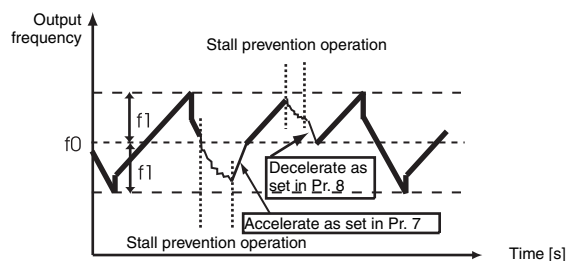 Output
frequency
Stall prevention operation
f1
f0
f1
Decelerate as
set in Pr. 8
Accelerate as set in Pr. 7
Stall prevention operation
Time [s]